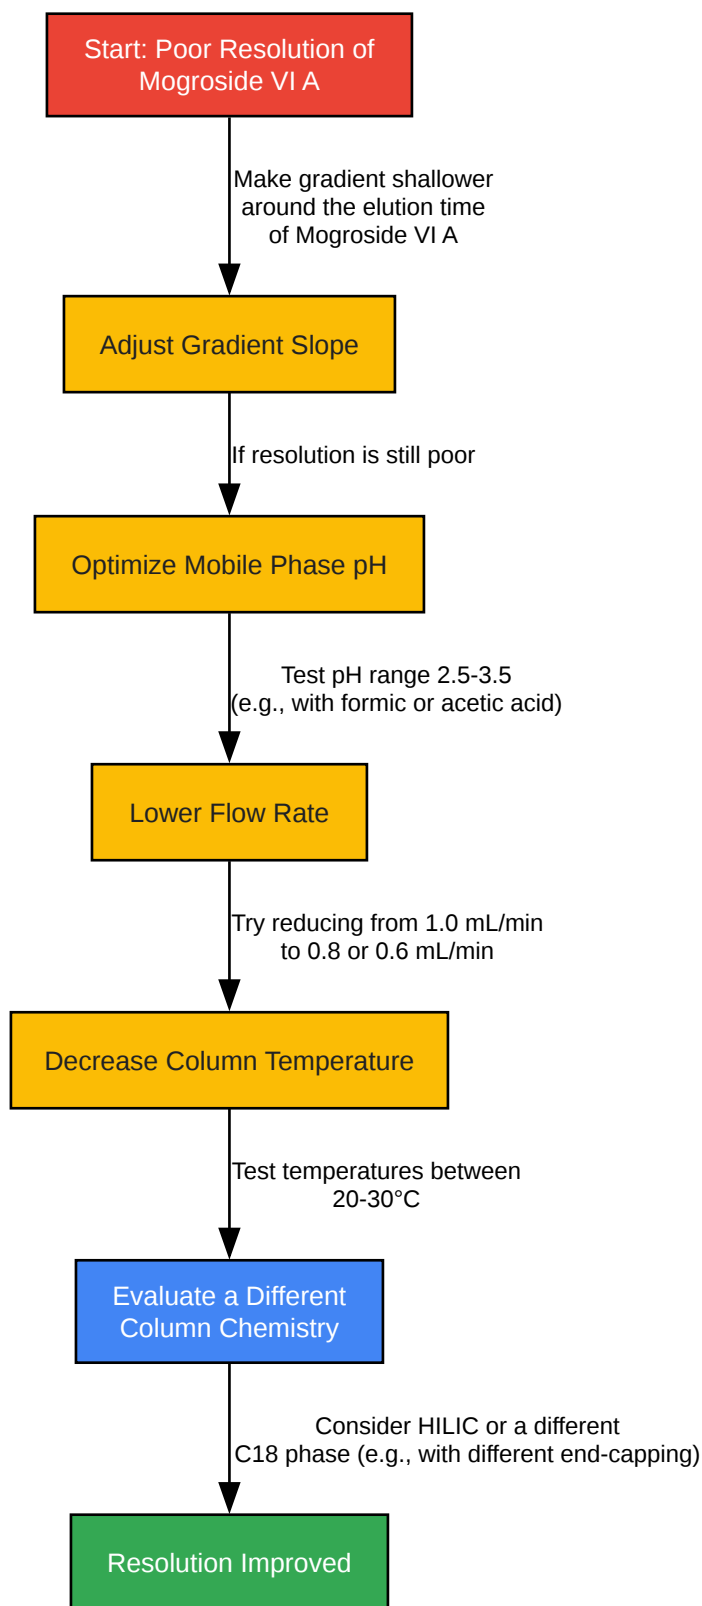 Start: Poor Resolution of
Mogroside VI A
Make gradient shallower
around the elution time
of Mogroside VI A
Adjust Gradient Slope
If resolution is still poor
Optimize Mobile Phase pH
Test pH range 2.5-3.5
(e.g., with formic or acetic acid)
Lower Flow Rate
Try reducing from 1.0 mL/min
to 0.8 or 0.6 mL/min
Decrease Column Temperature
Test temperatures between
20-30°C
Evaluate a Different
Column Chemistry
Consider HILIC or a different
C18 phase (e.g., with different end-capping)
Resolution Improved